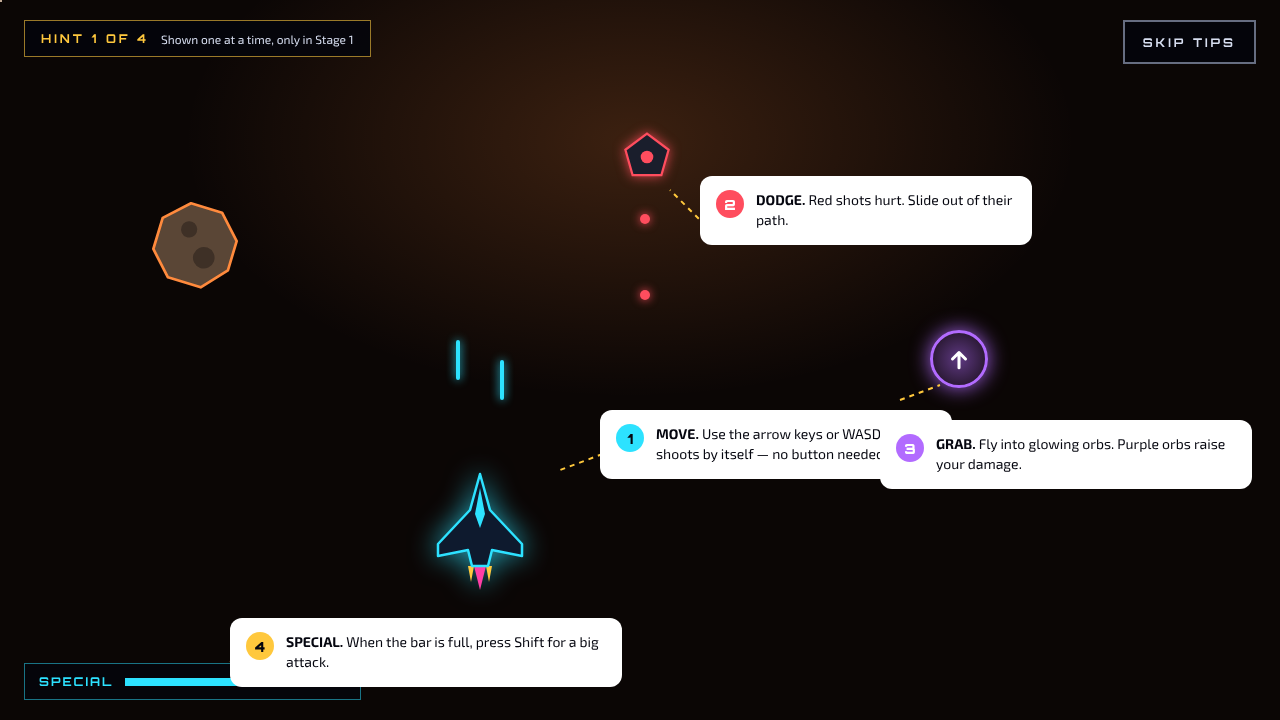 HINT 1 OF 4 Shown one at a time, only in Stage 1
SKIP TIPS
2 DODGE. Red shots hurt. Slide out of their
path.
1 MOVE. Use the arrow keys or WASD
shoots by itself — no button needed
3 GRAB. Fly into glowing orbs. Purple orbs raise
your damage.
4 SPECIAL. When the bar is full, press Shift for a big
attack.
SPECIAL